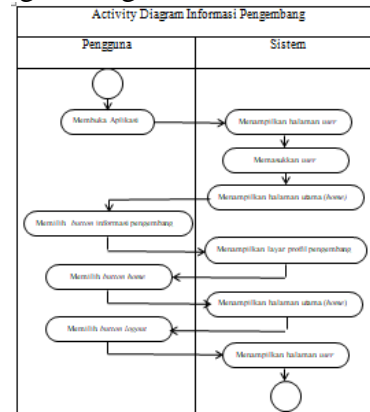 Activity Diagram Informasi Pengembang
Pengguna
Sistem
Membuka Aplikasi
Menampilkan halaman user
Memasukkan user
Menampilkan halaman utama (home)
Memilih button informasi pengembang
Menampilkan layar profil pengembang
Memilih button home
Menampilkan halaman utama (home)
Memilih button logout
Menampilkan halaman user